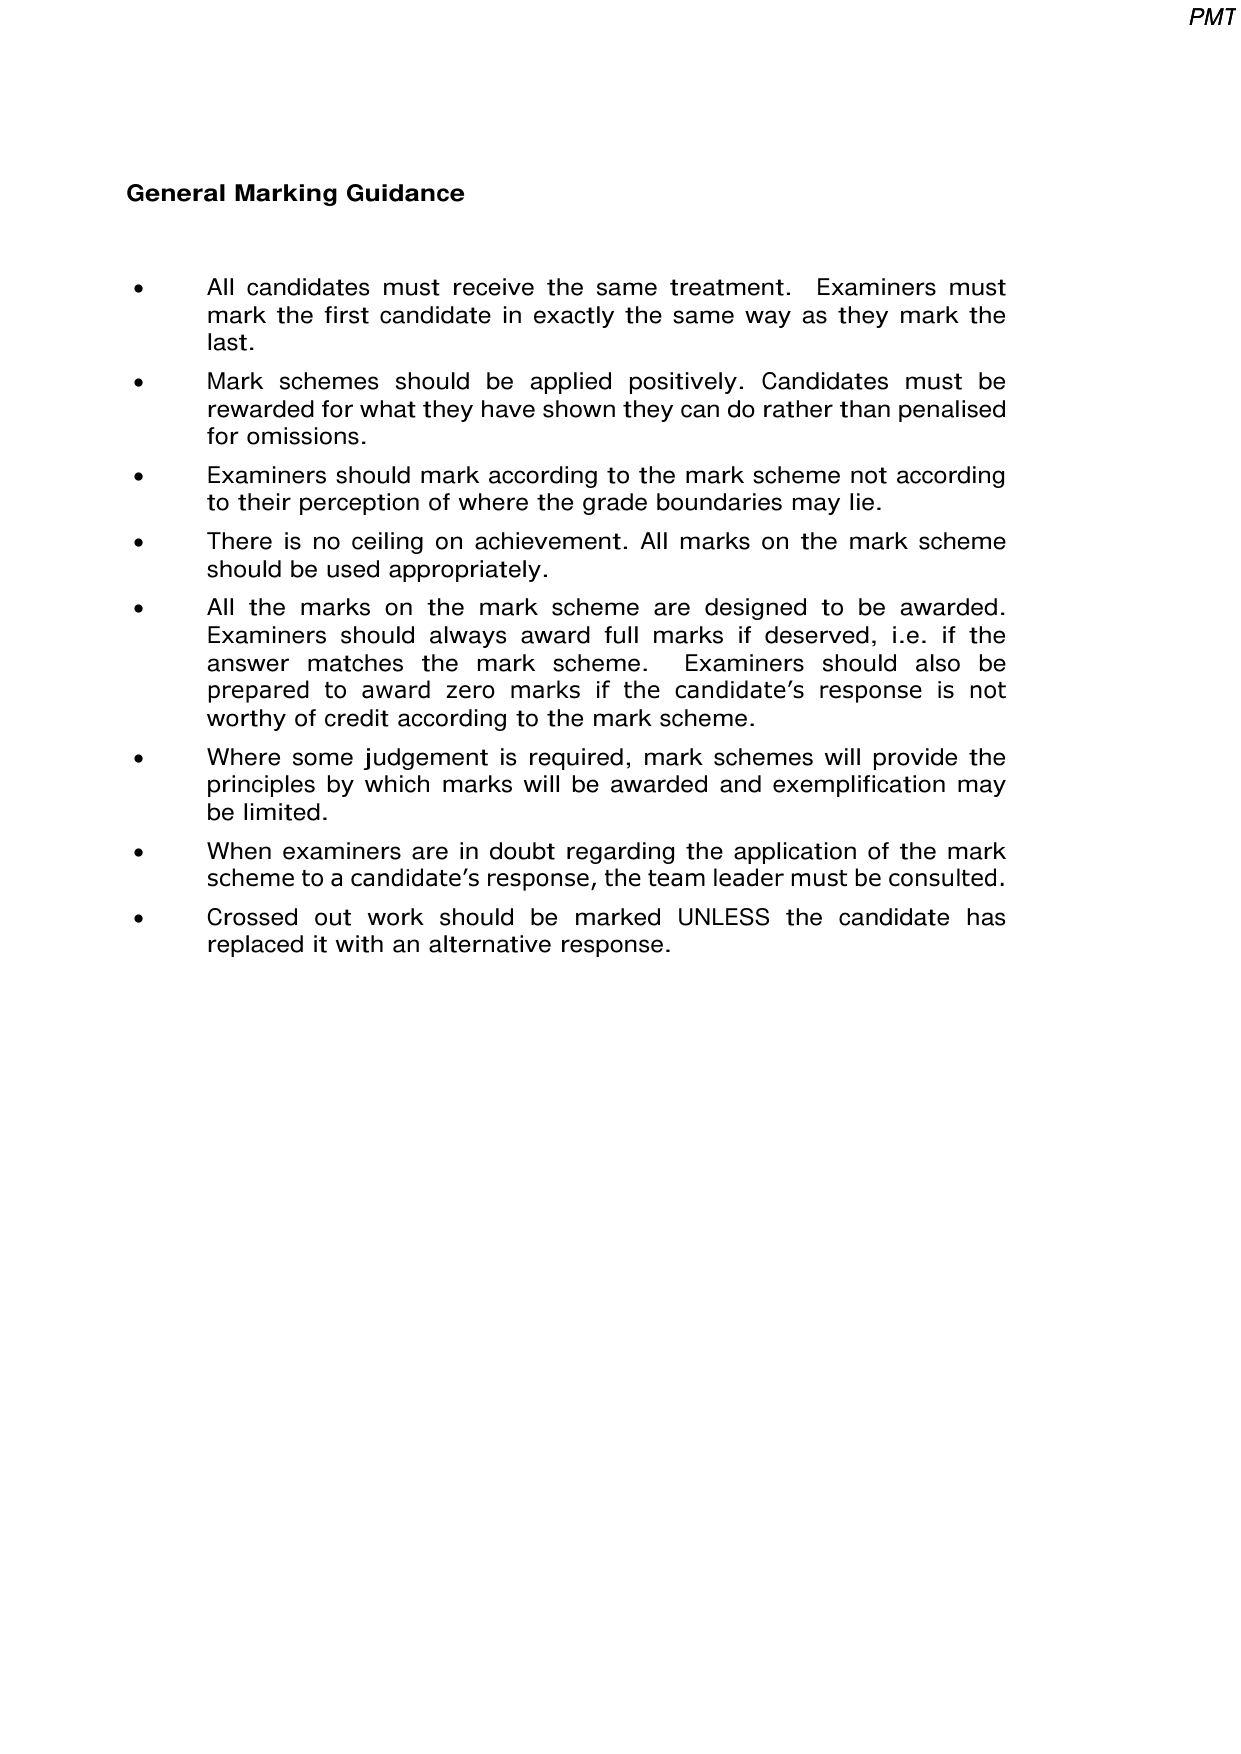 PMT
General Marking Guidance
• All candidates must receive the same treatment. Examiners must
mark the first candidate in exactly the same way as they mark the
last.
• Mark schemes should be applied positively. Candidates must be
rewarded for what they have shown they can do rather than penalised
for omissions.
• Examiners should mark according to the mark scheme not according
to their perception of where the grade boundaries may lie.
• There is no ceiling on achievement. All marks on the mark scheme
should be used appropriately.
• All the marks on the mark scheme are designed to be awarded.
Examiners should always award full marks if deserved, i.e. if the
answer matches the mark scheme. Examiners should also be
prepared to award zero marks if the candidate’s response is not
worthy of credit according to the mark scheme.
• Where some judgement is required, mark schemes will provide the
principles by which marks will be awarded and exemplification may
be limited.
• When examiners are in doubt regarding the application of the mark
scheme to a candidate’s response, the team leader must be consulted.
• Crossed out work should be marked UNLESS the candidate has
replaced it with an alternative response.